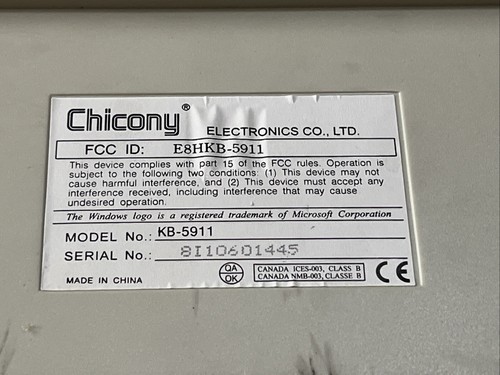 Chicony® ELECTRONICS CO., LTD.
FCC ID: E8HKB-5911
This device complies with part 15 of the FCC rules. Operation is
subject to the following two conditions: (1) This device may not
cause harmful interference, and (2) This device must accept any
interference received, including interference that may cause
undesired operation.
The Windows logo is a registered trademark of Microsoft Corporation
MODEL No.: KB-5911
SERIAL No.: 8I10601445
MADE IN CHINA
QA
OK
CANADA ICES-003, CLASS B
CANADA NMB-003, CLASSE B
CE